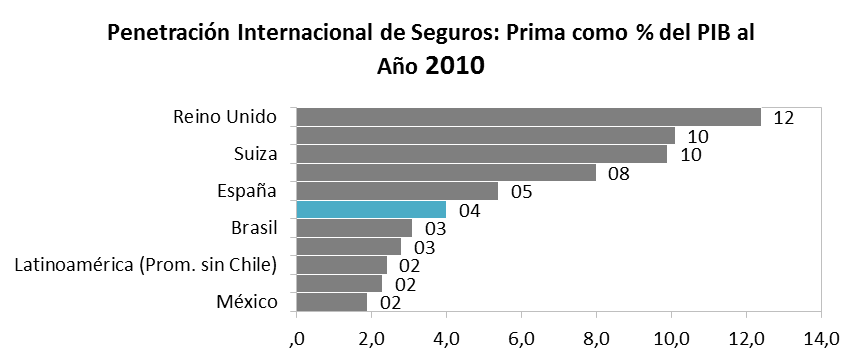 Penetración Internacional de Seguros: Prima como % del PIB al
Año 2010
Reino Unido 12
10
Suiza 10
08
España 05
04
Brasil 03
03
Latinoamérica (Prom. sin Chile) 02
02
México 02
,0 2,0 4,0 6,0 8,0 10,0 12,0 14,0